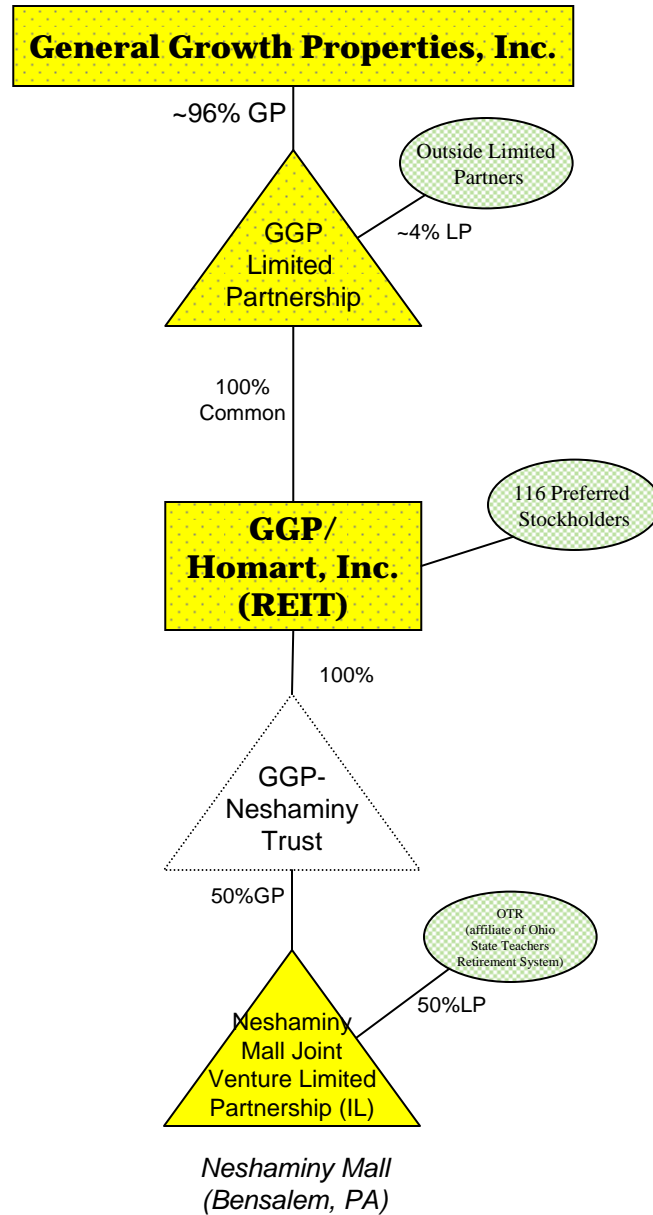 General Growth Properties, Inc.
~96% GP
Outside Limited
Partners
~4% LP
GGP
Limited
Partnership
100%
Common
116 Preferred
Stockholders
GGP/
Homart, Inc.
(REIT)
100%
GGP-
Neshaminy
Trust
50%GP
OTR
(affiliate of Ohio
State Teachers
Retirement System)
50%LP
Neshaminy
Mall Joint
Venture Limited
Partnership (IL)
Neshaminy Mall
(Bensalem, PA)